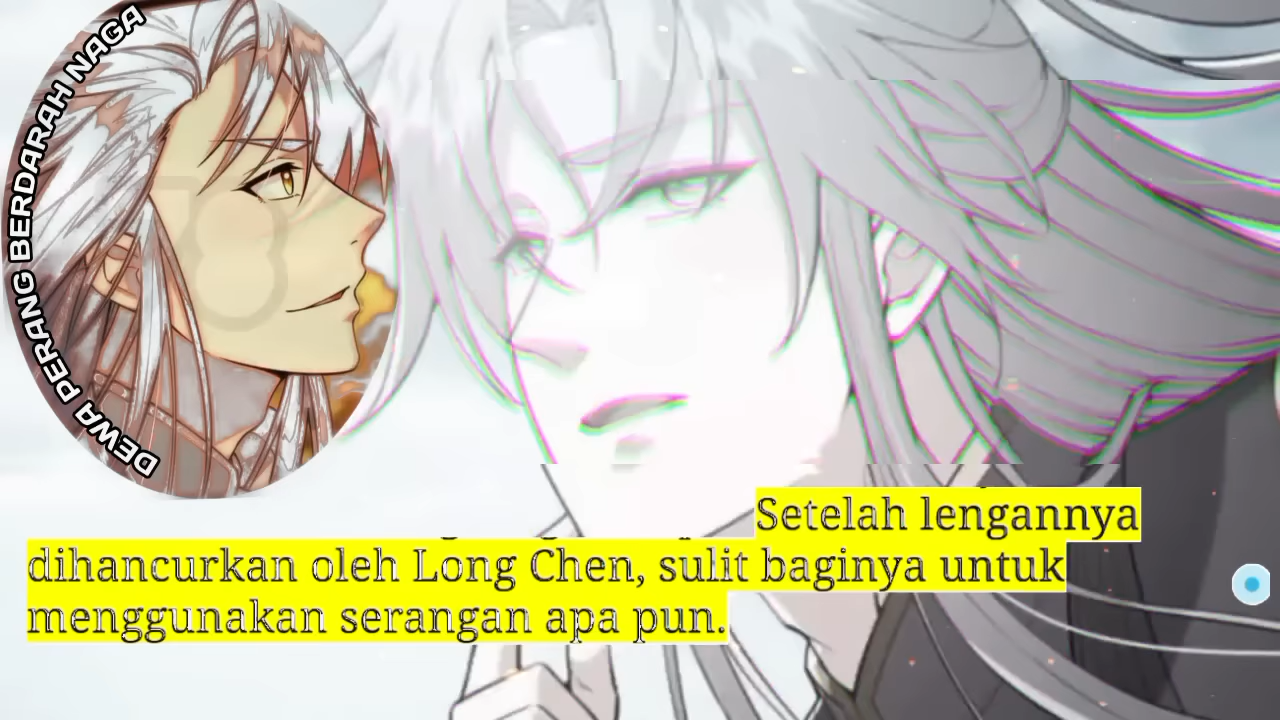 DEWA PERANG BERDARAH NAGA
Setelah lengannya
dihancurkan oleh Long Chen, sulit baginya untuk
menggunakan serangan apa pun.